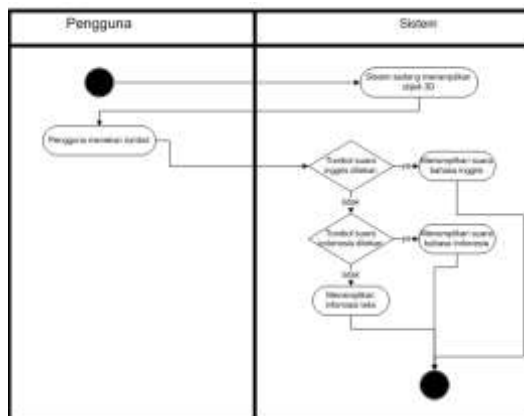 Pengguna
Sistem
Sistem sedang menampilkan
objek 3D
Pengguna menekan tombol
Tombol suara
inggris ditekan
ya
Menampilkan suara
bahasa inggris
tidak
Tombol suara
indonesia ditekan
ya
Menampilkan suara
bahasa indonesia
tidak
Menampilkan
informasi teks